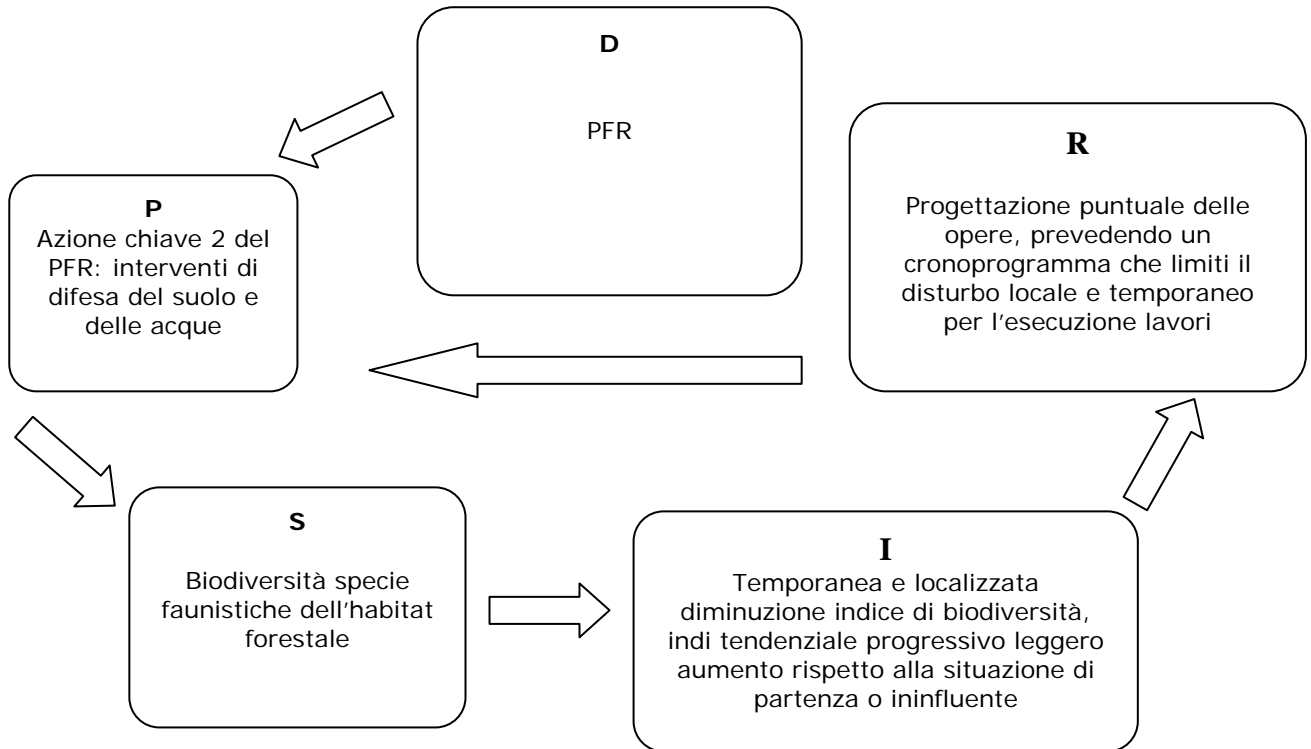 D
PFR
P
Azione chiave 2 del
PFR: interventi di
difesa del suolo e
delle acque
R
Progettazione puntuale delle
opere, prevedendo un
cronoprogramma che limiti il
disturbo locale e temporaneo
per l'esecuzione lavori
S
Biodiversità specie
faunistiche dell'habitat
forestale
I
Temporanea e localizzata
diminuzione indice di biodiversità,
indi tendenziale progressivo leggero
aumento rispetto alla situazione di
partenza o ininfluente